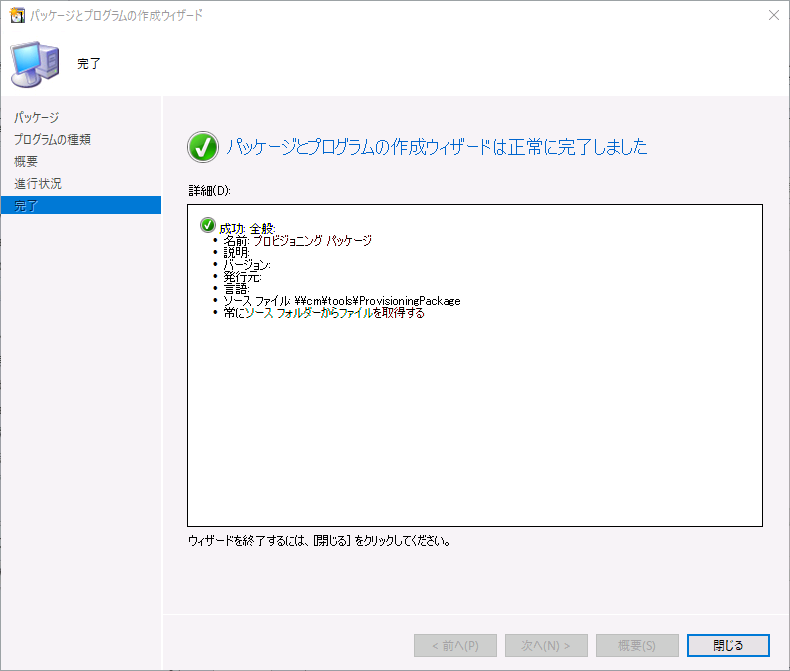 パッケージとプログラムの作成ウィザード
完了
パッケージ
プログラムの種類
概要
進行状況
完了
パッケージとプログラムの作成ウィザードは正常に完了しました
詳細(D):
成功: 全般:
• 名前: プロビジョニング パッケージ
• 説明:
• バージョン:
• 発行元:
• 言語:
• ソース ファイル: ¥¥cm¥tools¥ProvisioningPackage
• 常にソース フォルダーからファイルを取得する
ウィザードを終了するには、[閉じる] をクリックしてください。
< 前へ(P)
次へ(N) >
概要(S)
閉じる